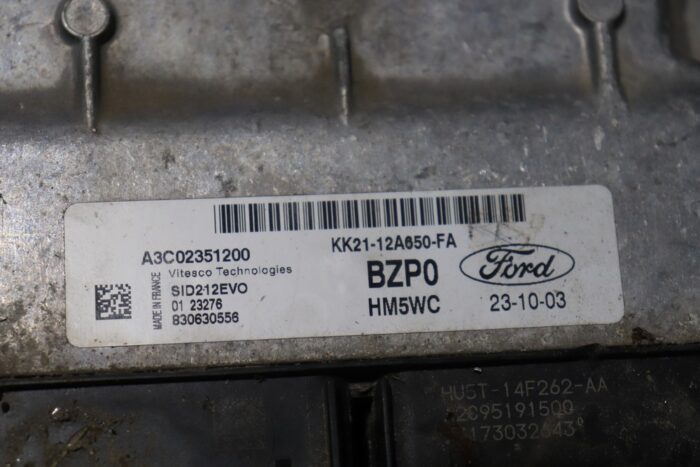 A3C02351200
Vitesco Technologies
SID212EVO
01 23276
830630556
MADE IN FRANCE
KK21-12A650-FA
BZP0
HM5WC
Ford
23-10-03
HU5T-14F262-AA
2C95191500